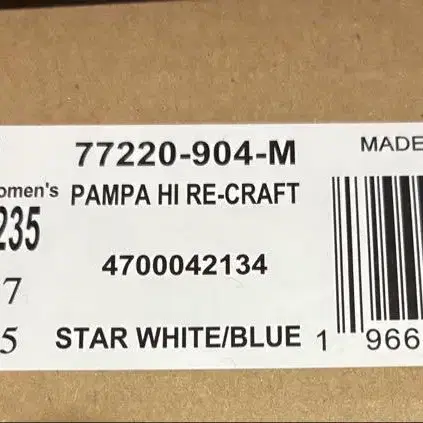 77220-904-M MADE
omen's PAMPA HI RE-CRAFT
235
4700042134
7
5 STAR WHITE/BLUE 1 966